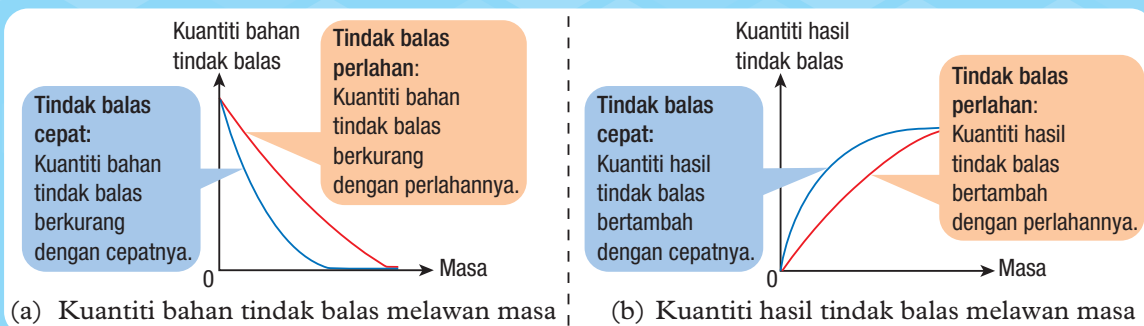 Kuantiti bahan
tindak balas
Tindak balas
cepat:
Kuantiti bahan
tindak balas
berkurang
dengan cepatnya.
Tindak balas
perlahan:
Kuantiti bahan
tindak balas
berkurang
dengan perlahannya.
0
Masa
(a) Kuantiti bahan tindak balas melawan masa
Kuantiti hasil
tindak balas
Tindak balas
cepat:
Kuantiti hasil
tindak balas
bertambah
dengan cepatnya.
Tindak balas
perlahan:
Kuantiti hasil
tindak balas
bertambah
dengan perlahannya.
0
Masa
(b) Kuantiti hasil tindak balas melawan masa